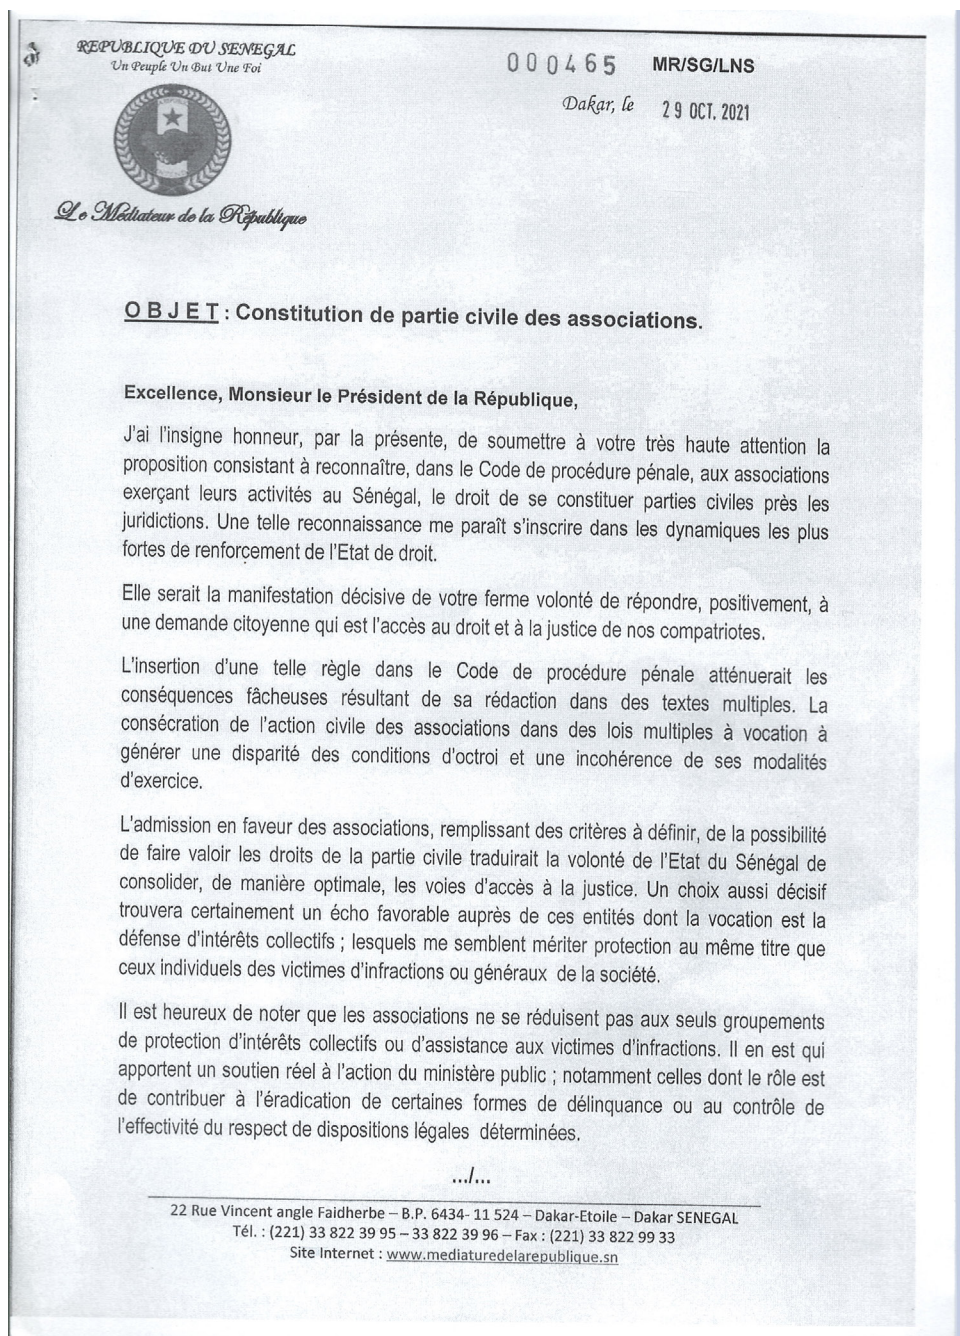 REPUBLIQUE DU SENEGAL
Un Peuple Un But Une Foi
000465 MR/SG/LNS
Dakar, le 29 OCT. 2021
Le Médiateur de la République
OBJET : Constitution de partie civile des associations.
Excellence, Monsieur le Président de la République,
J'ai l'insigne honneur, par la présente, de soumettre à votre très haute attention la
proposition consistant à reconnaître, dans le Code de procédure pénale, aux associations
exerçant leurs activités au Sénégal, le droit de se constituer parties civiles près les
juridictions. Une telle reconnaissance me paraît s'inscrire dans les dynamiques les plus
fortes de renforcement de l'Etat de droit.
Elle serait la manifestation décisive de votre ferme volonté de répondre, positivement, à
une demande citoyenne qui est l'accès au droit et à la justice de nos compatriotes.
L'insertion d'une telle règle dans le Code de procédure pénale atténuerait les
conséquences fâcheuses résultant de sa rédaction dans des textes multiples. La
consécration de l'action civile des associations dans des lois multiples à vocation à
générer une disparité des conditions d'octroi et une incohérence de ses modalités
d'exercice.
L'admission en faveur des associations, remplissant des critères à définir, de la possibilité
de faire valoir les droits de la partie civile traduirait la volonté de l'Etat du Sénégal de
consolider, de manière optimale, les voies d'accès à la justice. Un choix aussi décisif
trouvera certainement un écho favorable auprès de ces entités dont la vocation est la
défense d'intérêts collectifs ; lesquels me semblent mériter protection au même titre que
ceux individuels des victimes d'infractions ou généraux de la société.
Il est heureux de noter que les associations ne se réduisent pas aux seuls groupements
de protection d'intérêts collectifs ou d'assistance aux victimes d'infractions. Il en est qui
apportent un soutien réel à l'action du ministère public ; notamment celles dont le rôle est
de contribuer à l'éradication de certaines formes de délinquance ou au contrôle de
l'effectivité du respect de dispositions légales déterminées.
.../...
22 Rue Vincent angle Faidherbe – B.P. 6434- 11 524 – Dakar-Etoile – Dakar SENEGAL
Tél. : (221) 33 822 39 95 – 33 822 39 96 – Fax : (221) 33 822 99 33
Site Internet : www.mediaturedelarepublique.sn